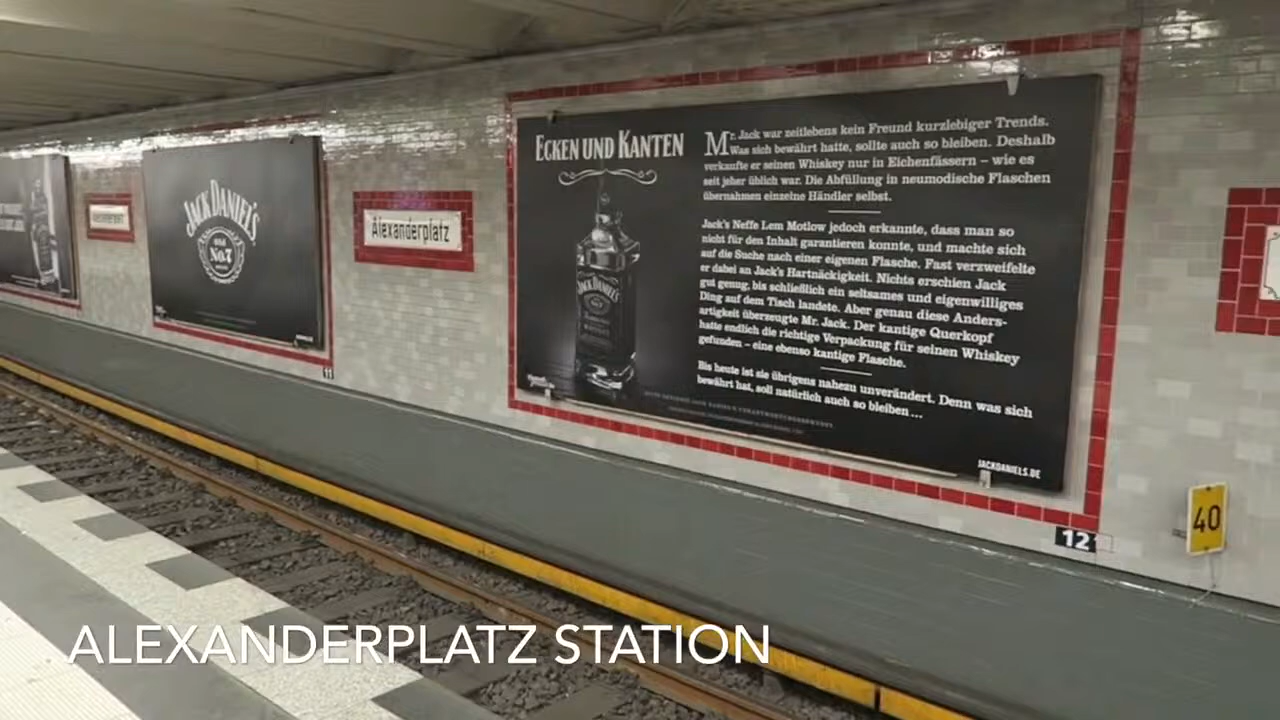 JACK DANIEL'S
OLD
No.7
BRAND
11
Alexanderplatz
ECKEN UND KANTEN
JACK DANIEL'S
Mr. Jack war zeitlebens kein Freund kurzlebiger Trends.
Was sich bewährt hatte, sollte auch so bleiben. Deshalb
verkaufte er seinen Whiskey nur in Eichenfässern – wie es
seit jeher üblich war. Die Abfüllung in neumodische Flaschen
übernahmen einzelne Händler selbst.
Jack's Neffe Lem Motlow jedoch erkannte, dass man so
nicht für den Inhalt garantieren konnte, und machte sich
auf die Suche nach einer eigenen Flasche. Fast verzweifelte
er dabei an Jack's Hartnäckigkeit. Nichts erschien Jack
gut genug, bis schließlich ein seltsames und eigenwilliges
Ding auf dem Tisch landete. Aber genau diese Anders-
artigkeit überzeugte Mr. Jack. Der kantige Querkopf
hatte endlich die richtige Verpackung für seinen Whiskey
gefunden – eine ebenso kantige Flasche.
Bis heute ist sie übrigens nahezu unverändert. Denn was sich
bewährt hat, soll natürlich auch so bleiben ...
JACKDANIELS.DE
12
40
ALEXANDERPLATZ STATION